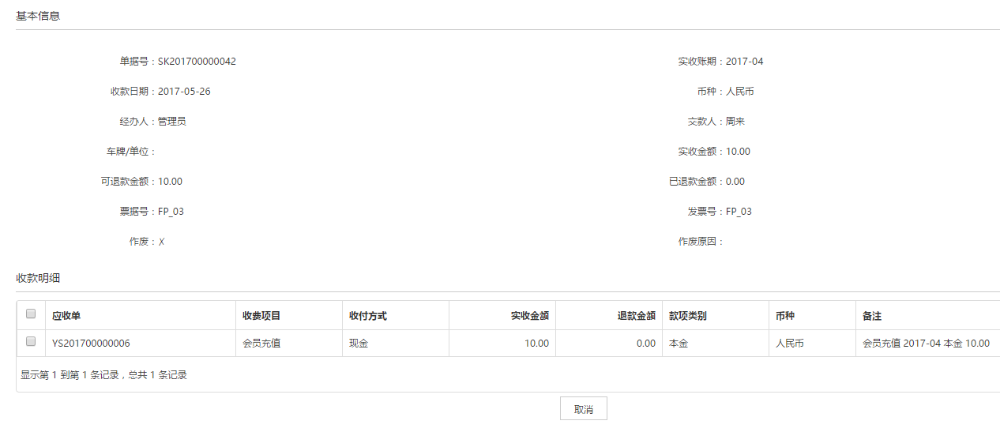 基本信息
单据号：SK201700000042 实收账期：2017-04
收款日期：2017-05-26 币种：人民币
经办人：管理员 交款人：周来
车牌/单位： 实收金额：10.00
可退款金额：10.00 已退款金额：0.00
票据号：FP_03 发票号：FP_03
作废：✗ 作废原因：
收款明细
应收单 收费项目 收付方式 实收金额 退款金额 款项类别 币种 备注
YS201700000006 会员充值 现金 10.00 0.00 本金 人民币 会员充值 2017-04 本金 10.00
显示第 1 到第 1 条记录，总共 1 条记录
取消